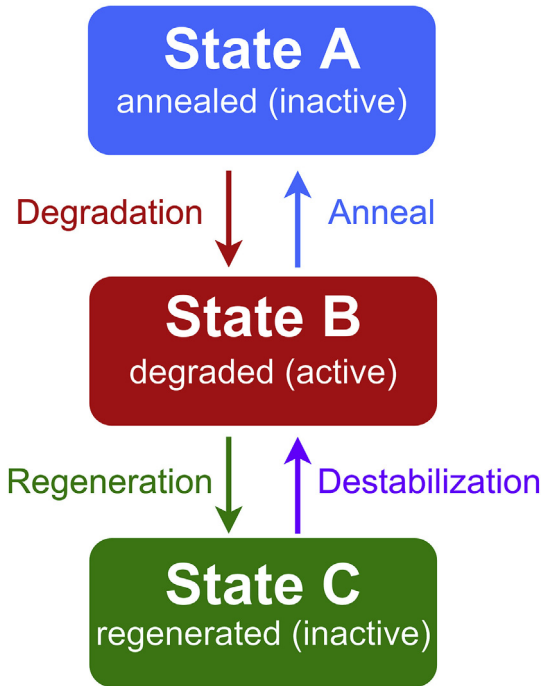 State A
annealed (inactive)
Degradation
Anneal
State B
degraded (active)
Regeneration
Destabilization
State C
regenerated (inactive)